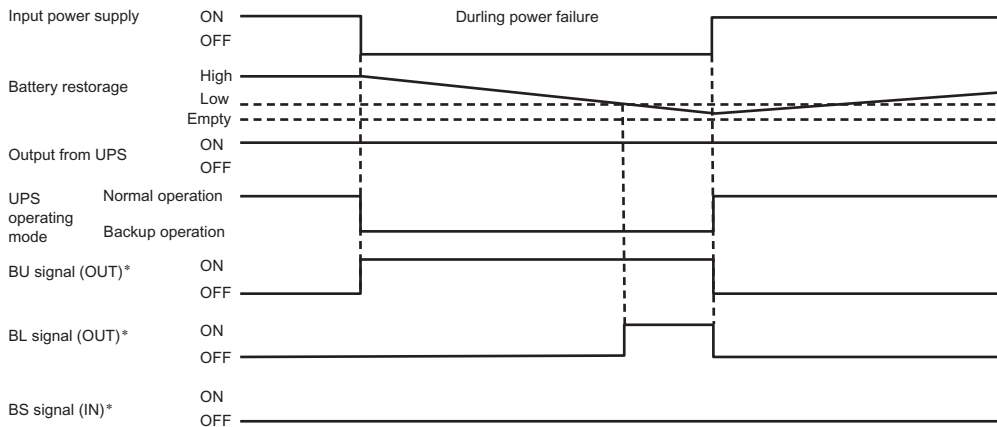 Input power supply
ON
OFF
Durling power failure
Battery restorage
High
Low
Empty
Output from UPS
ON
OFF
UPS
operating
mode
Normal operation
Backup operation
BU signal (OUT)*
ON
OFF
BL signal (OUT)*
ON
OFF
BS signal (IN)*
ON
OFF